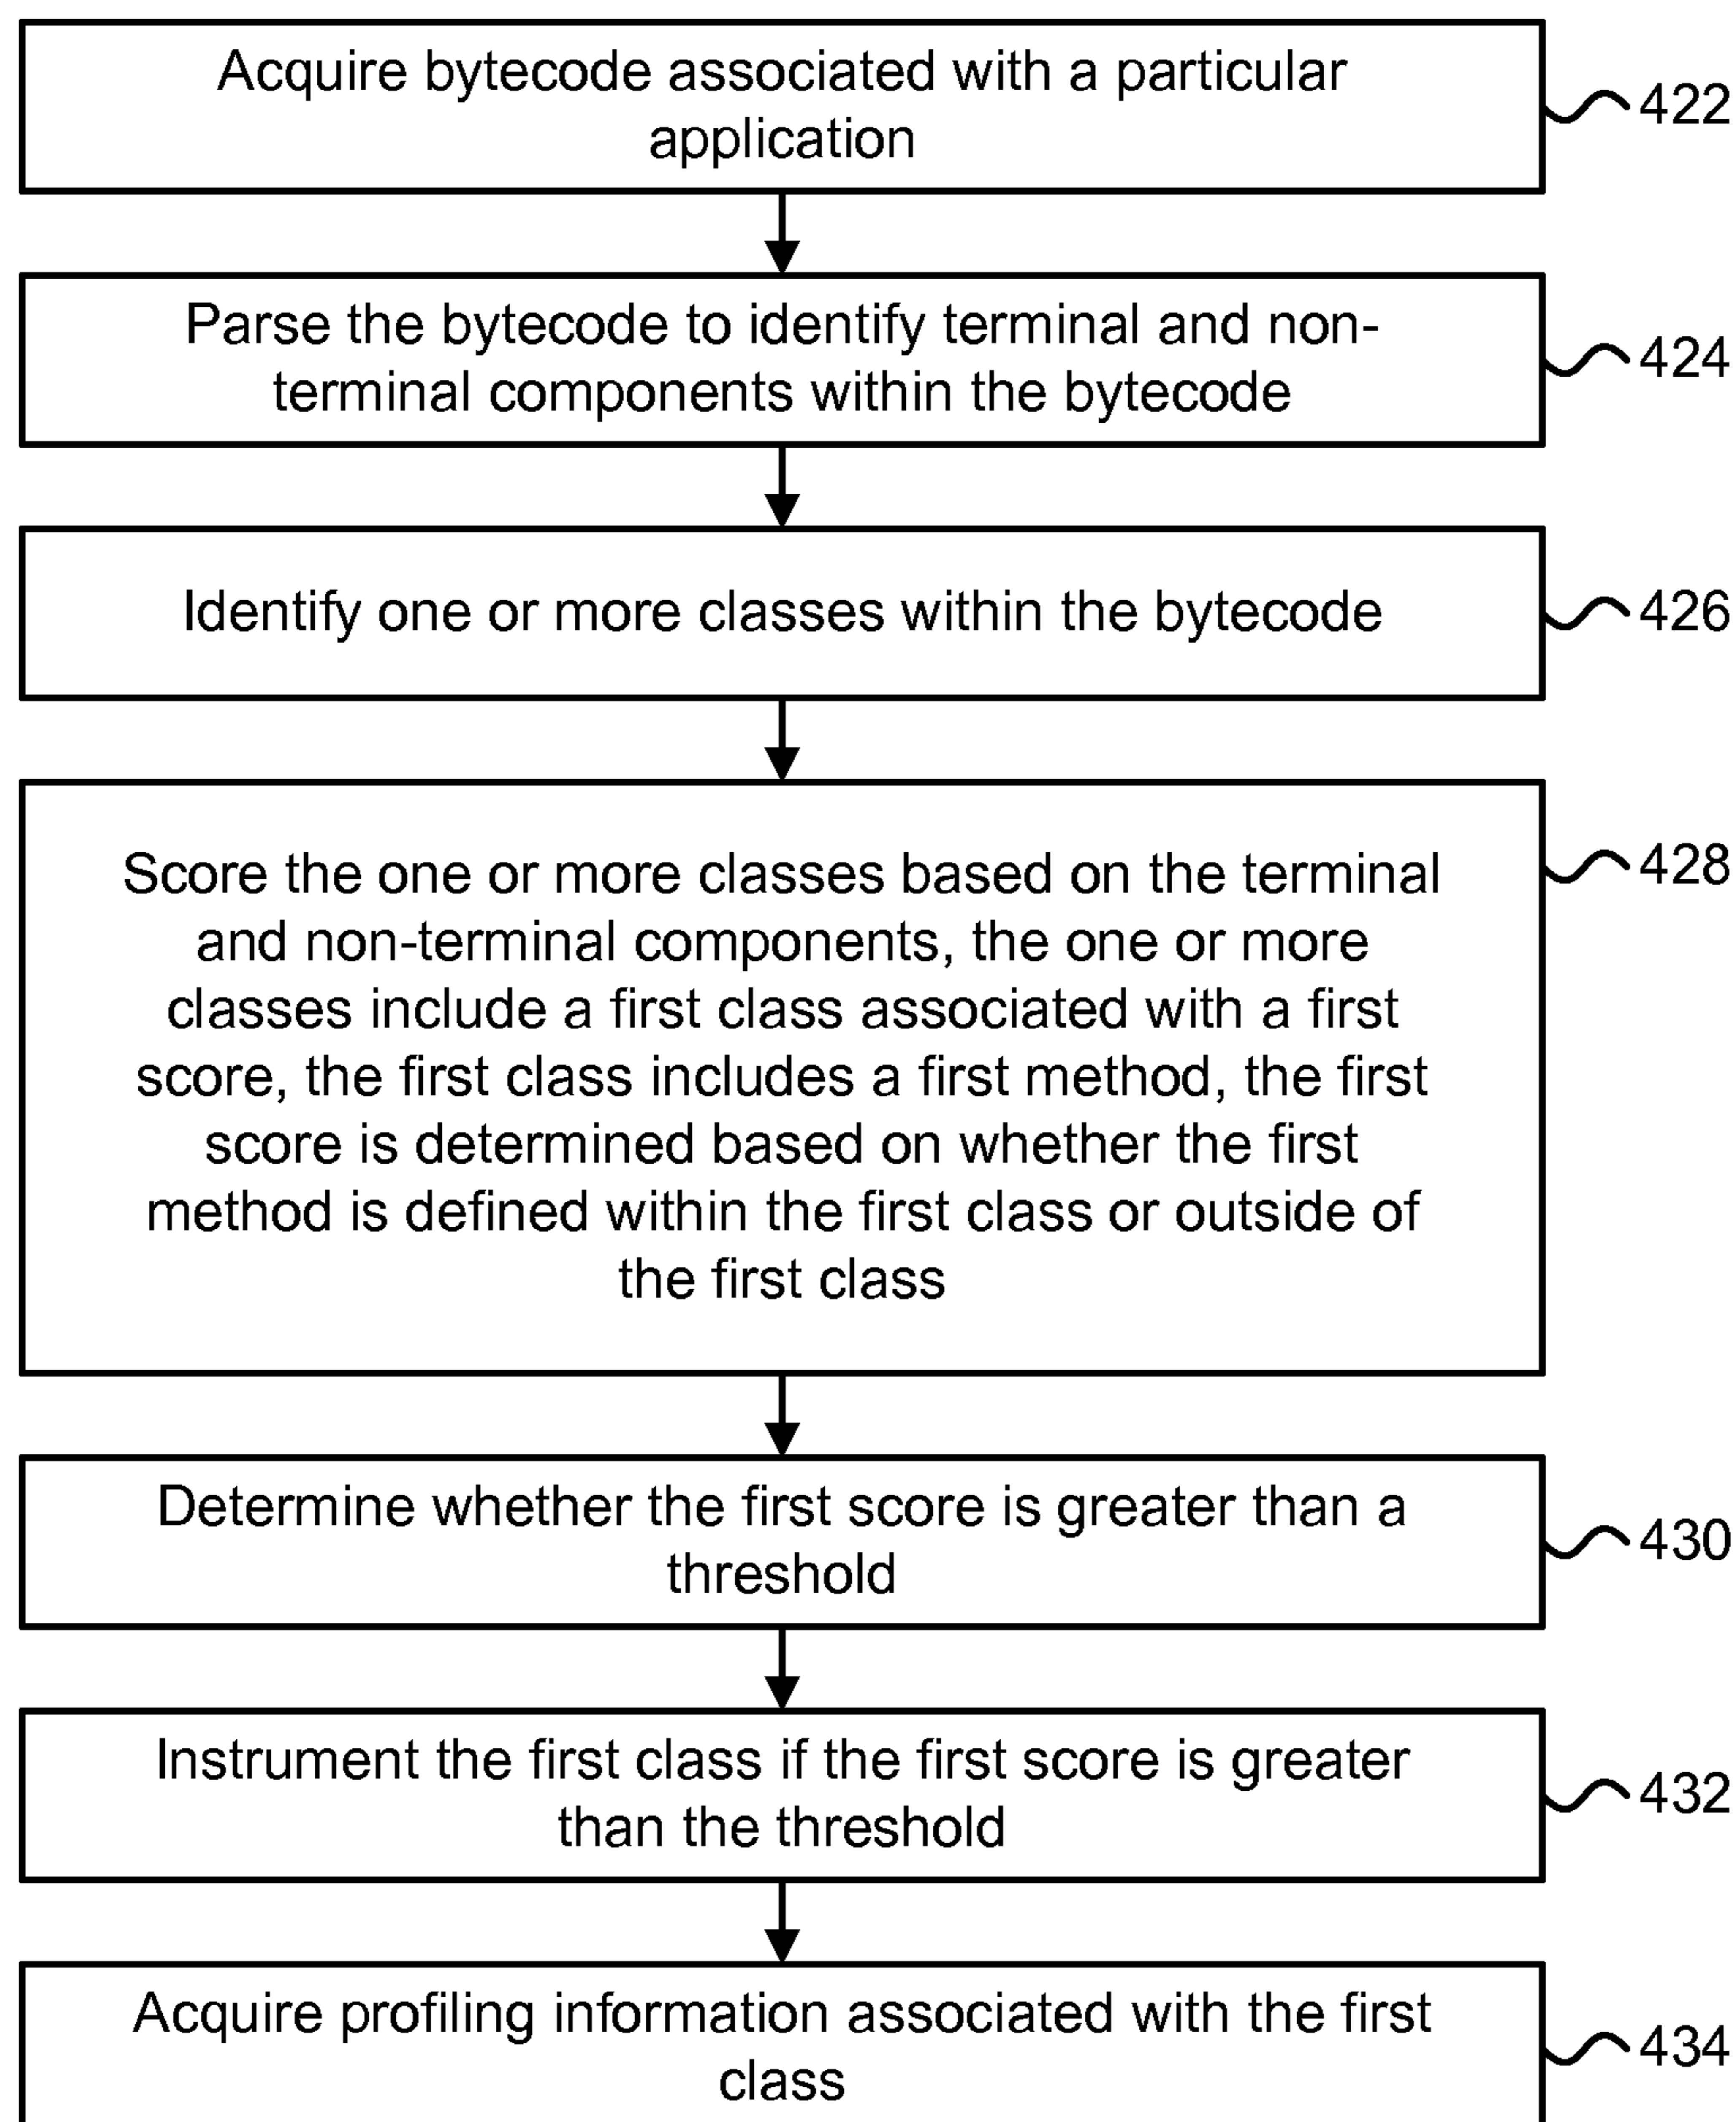 Acquire bytecode associated with a particular
application
422
Parse the bytecode to identify terminal and non-
terminal components within the bytecode
424
Identify one or more classes within the bytecode
426
Score the one or more classes based on the terminal
and non-terminal components, the one or more
classes include a first class associated with a first
score, the first class includes a first method, the first
score is determined based on whether the first
method is defined within the first class or outside of
the first class
428
Determine whether the first score is greater than a
threshold
430
Instrument the first class if the first score is greater
than the threshold
432
Acquire profiling information associated with the first
class
434